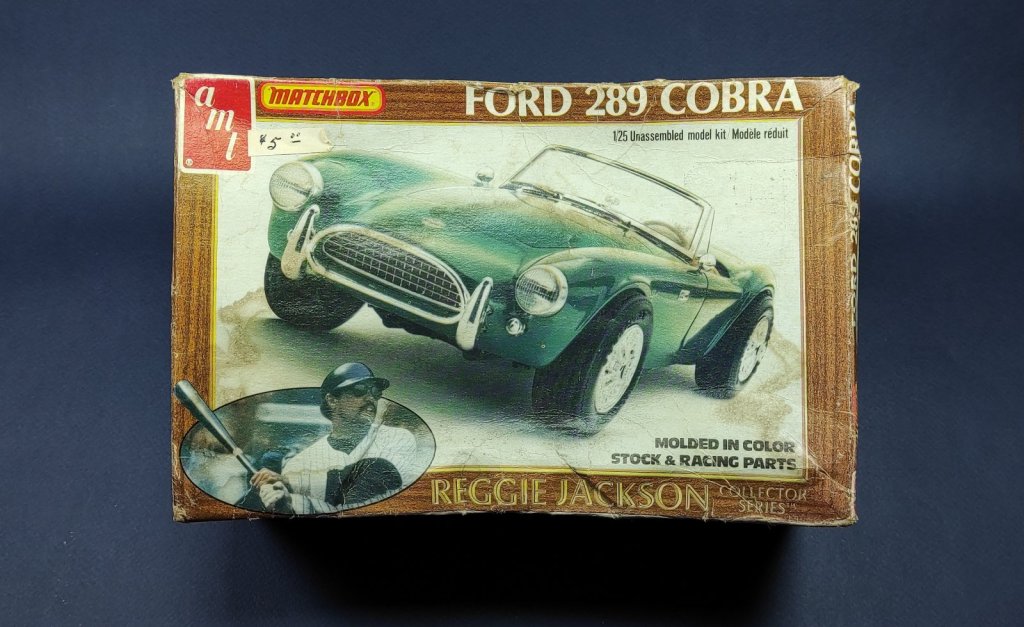 amt
MATCHBOX
FORD 289 COBRA
$5.00
1/25 Unassembled model kit/Modèle réduit
MOLDED IN COLOR
STOCK & RACING PARTS
REGGIE JACKSON
COLLECTOR
SERIES™